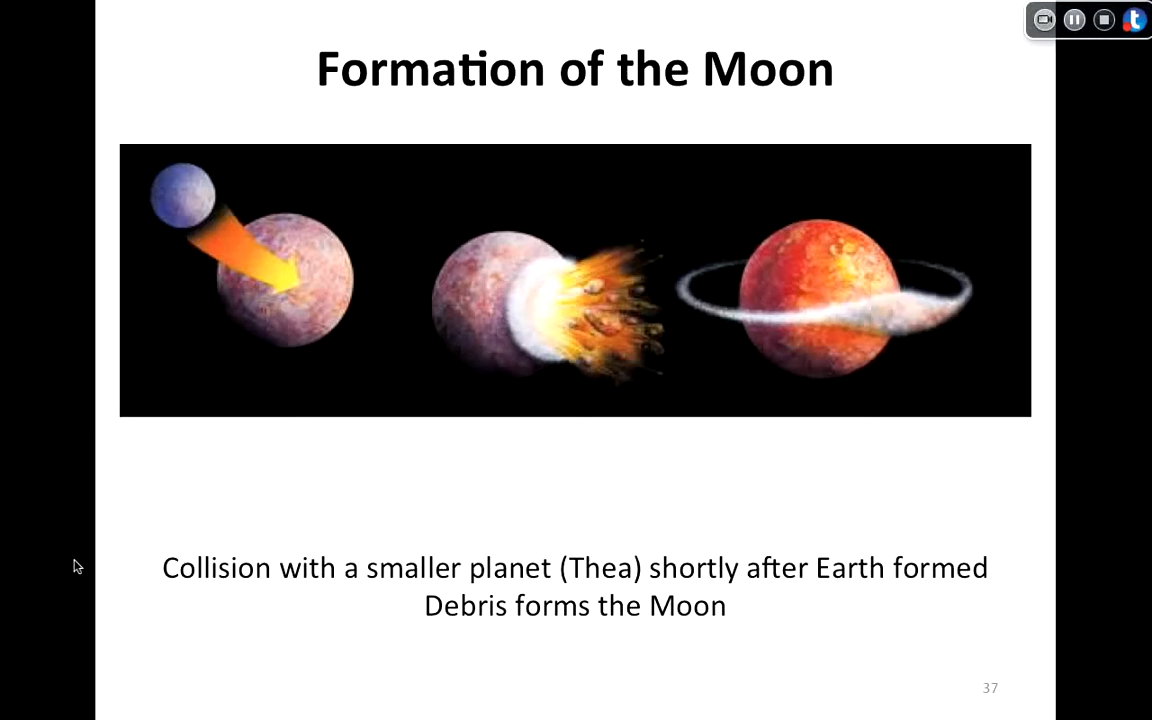 Formation of the Moon
Collision with a smaller planet (Thea) shortly after Earth formed
Debris forms the Moon
37
t